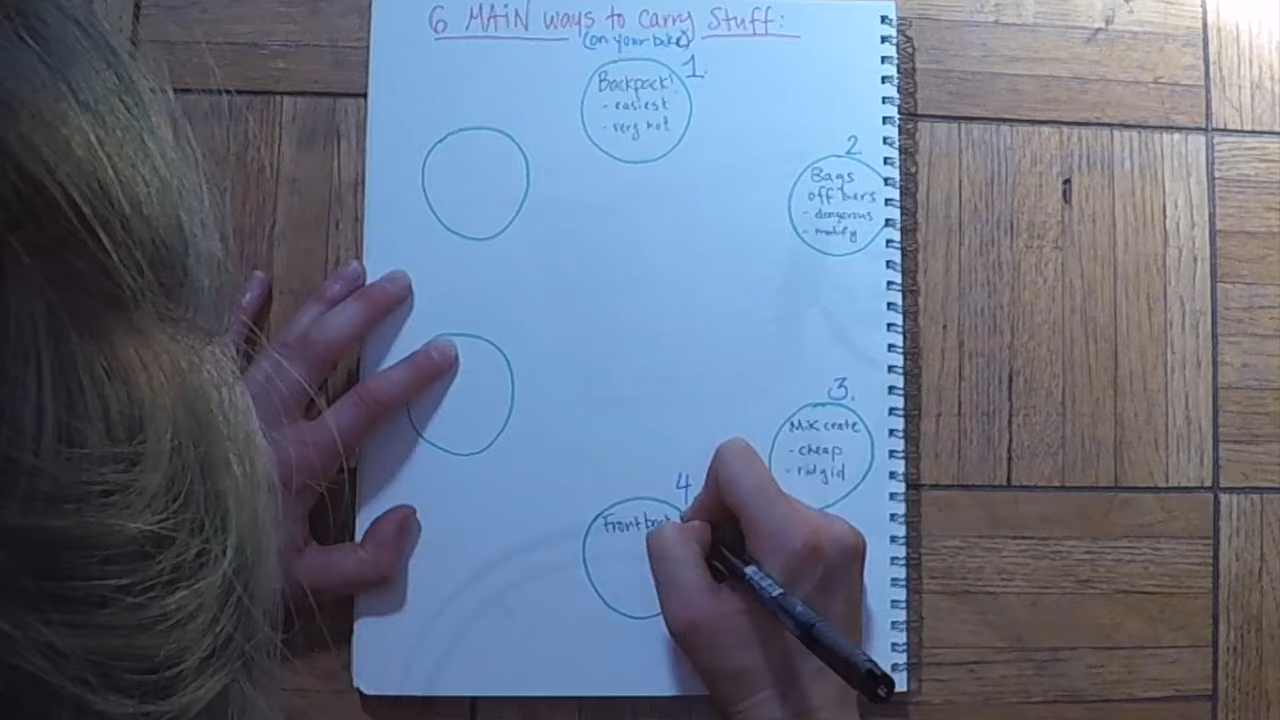 6 MAiN ways to carry Stuff:
(on your bike)
1.
Backpack!
- easiest
- very hot
2.
Bags
off bars
- dangerous
- modify
3.
Milk crate
- cheap
- ridgid
4
Front